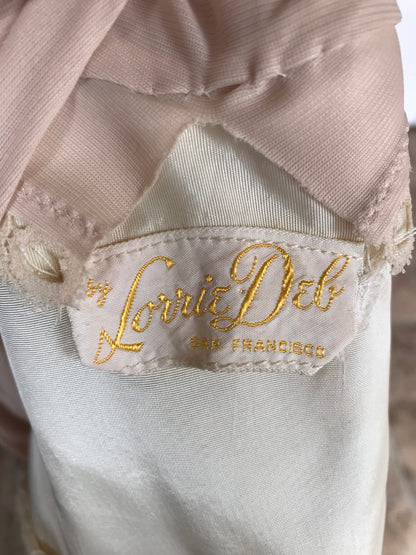 by Lorrie Deb
SAN FRANCISCO